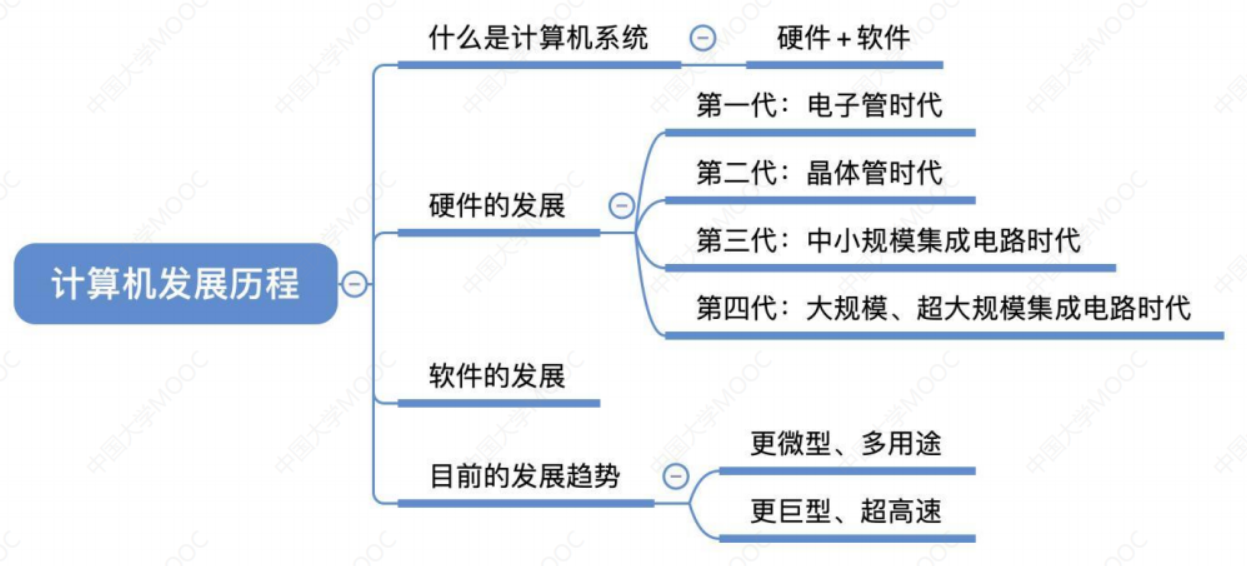 计算机发展历程
什么是计算机系统
硬件 + 软件
硬件的发展
第一代：电子管时代
第二代：晶体管时代
第三代：中小规模集成电路时代
第四代：大规模、超大规模集成电路时代
软件的发展
目前的发展趋势
更微型、多用途
更巨型、超高速
中国大学MOOC